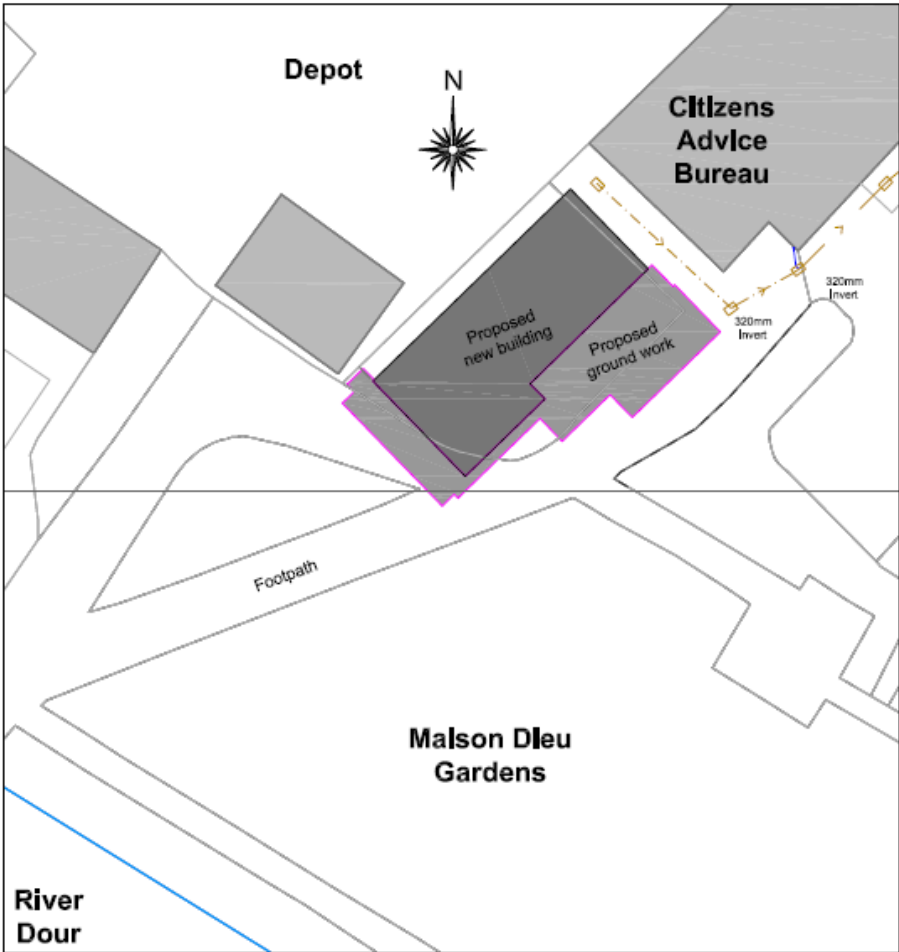 Depot
N
Citizens
Advice
Bureau
Proposed
new building
Proposed
ground work
320mm
Invert
320mm
Invert
Footpath
Maison Dieu
Gardens
River
Dour